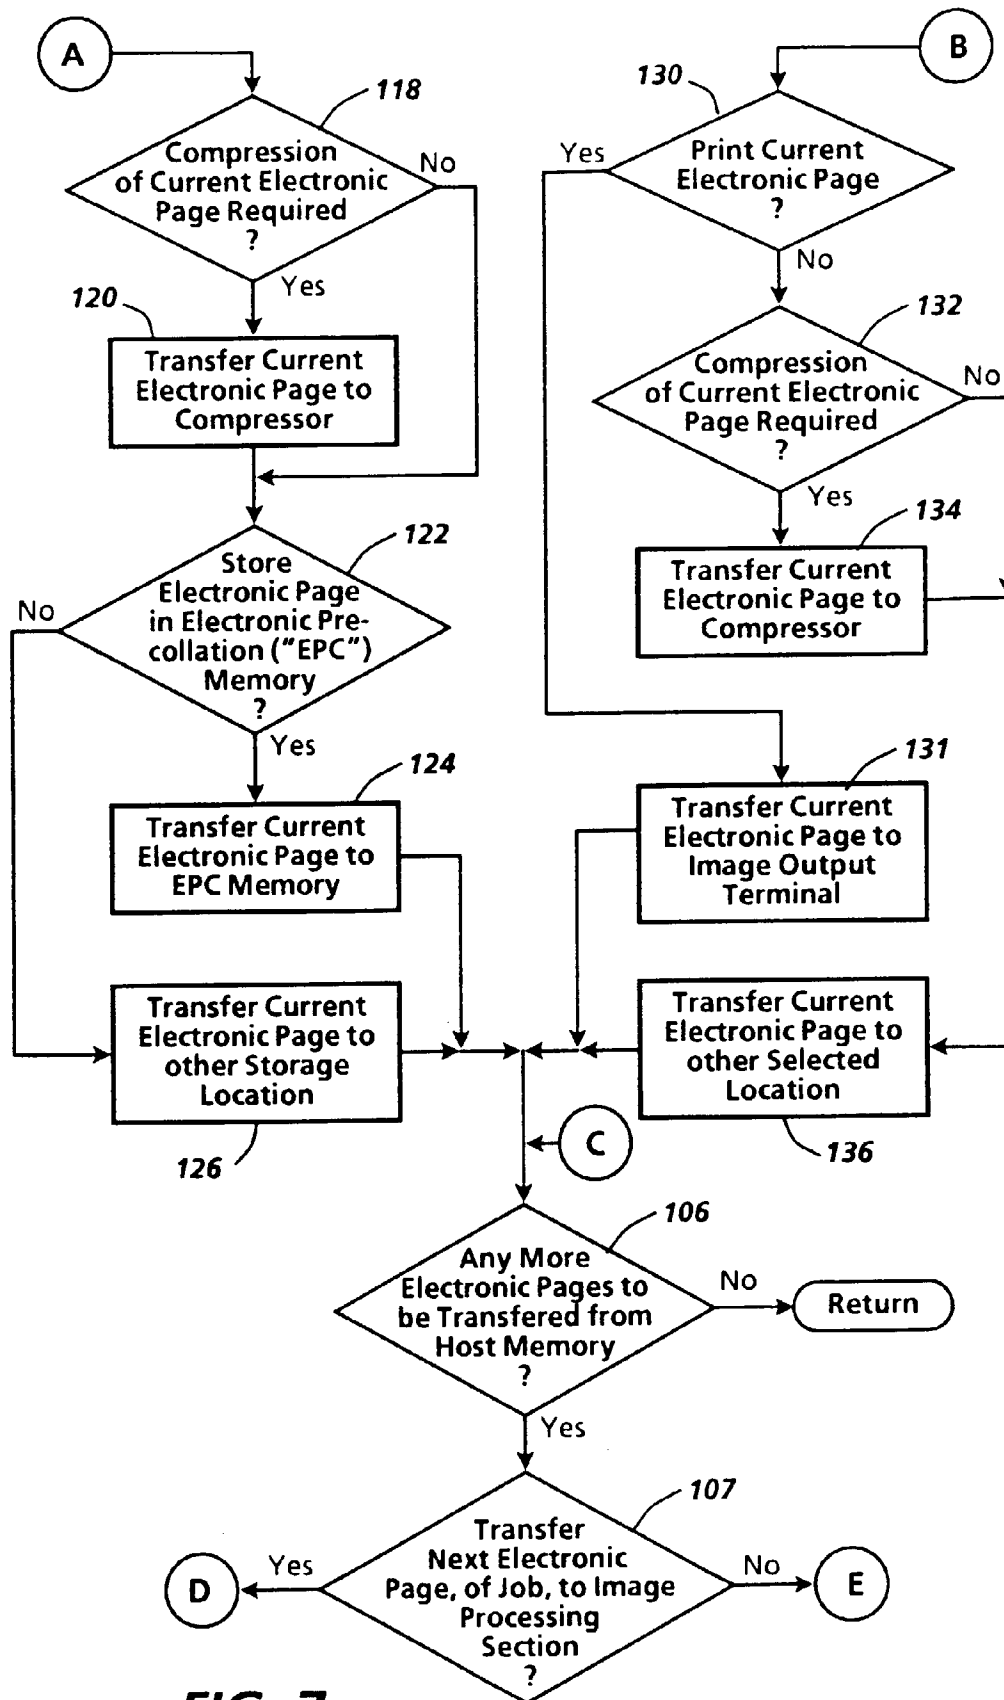 A
B
118
Compression
of Current Electronic
Page Required
?
No
Yes
120
Transfer Current
Electronic Page to
Compressor
122
Store
Electronic Page
in Electronic Pre-
collation ("EPC")
Memory
?
No
Yes
124
Transfer Current
Electronic Page to
EPC Memory
Transfer Current
Electronic Page to
other Storage
Location
126
130
Print Current
Electronic Page
?
Yes
No
132
Compression
of Current Electronic
Page Required
?
No
Yes
134
Transfer Current
Electronic Page to
Compressor
131
Transfer Current
Electronic Page to
Image Output
Terminal
Transfer Current
Electronic Page to
other Selected
Location
136
C
106
Any More
Electronic Pages to
be Transfered from
Host Memory
?
No
Return
Yes
107
Transfer
Next Electronic
Page, of Job, to Image
Processing
Section
?
Yes
D
No
E
FIG. 7